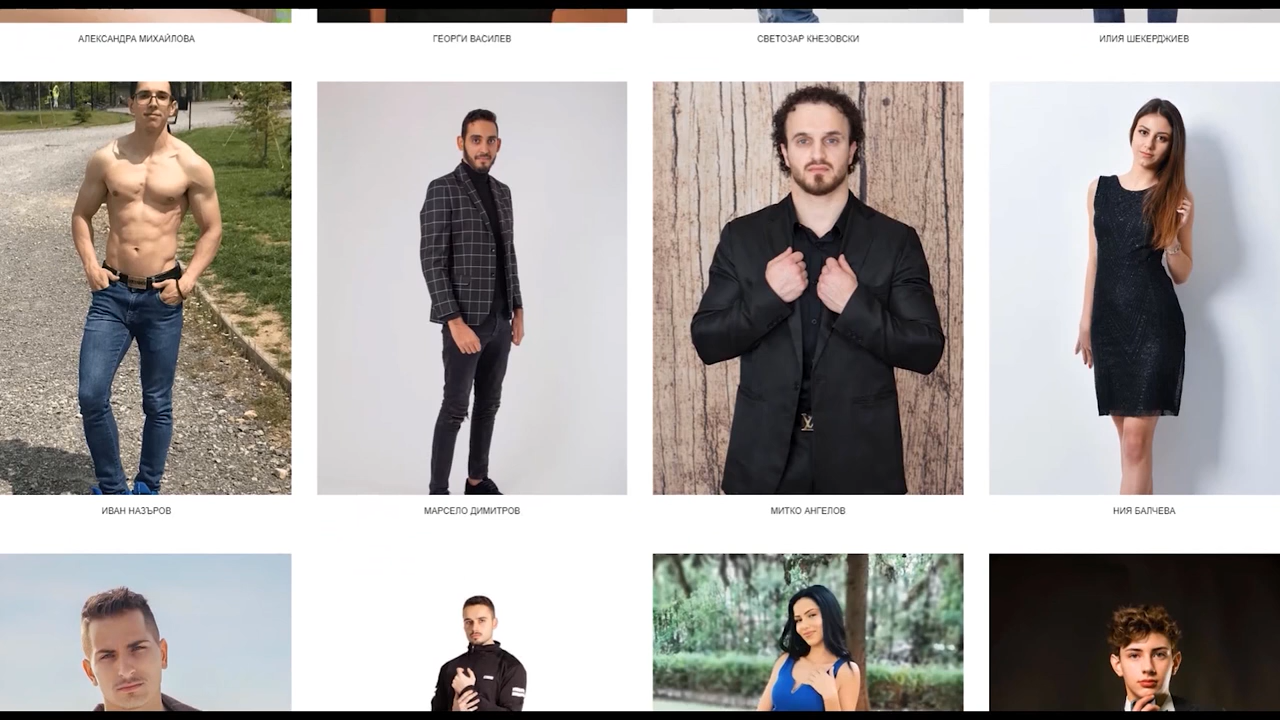 АЛЕКСАНДРА МИХАЙЛОВА
ГЕОРГИ ВАСИЛЕВ
СВЕТОЗАР КНЕЗОВСКИ
ИЛИЯ ШЕКЕРДЖИЕВ
ИВАН НАЗЪРОВ
МАРСЕЛО ДИМИТРОВ
МИТКО АНГЕЛОВ
НИЯ БАЛЧЕВА